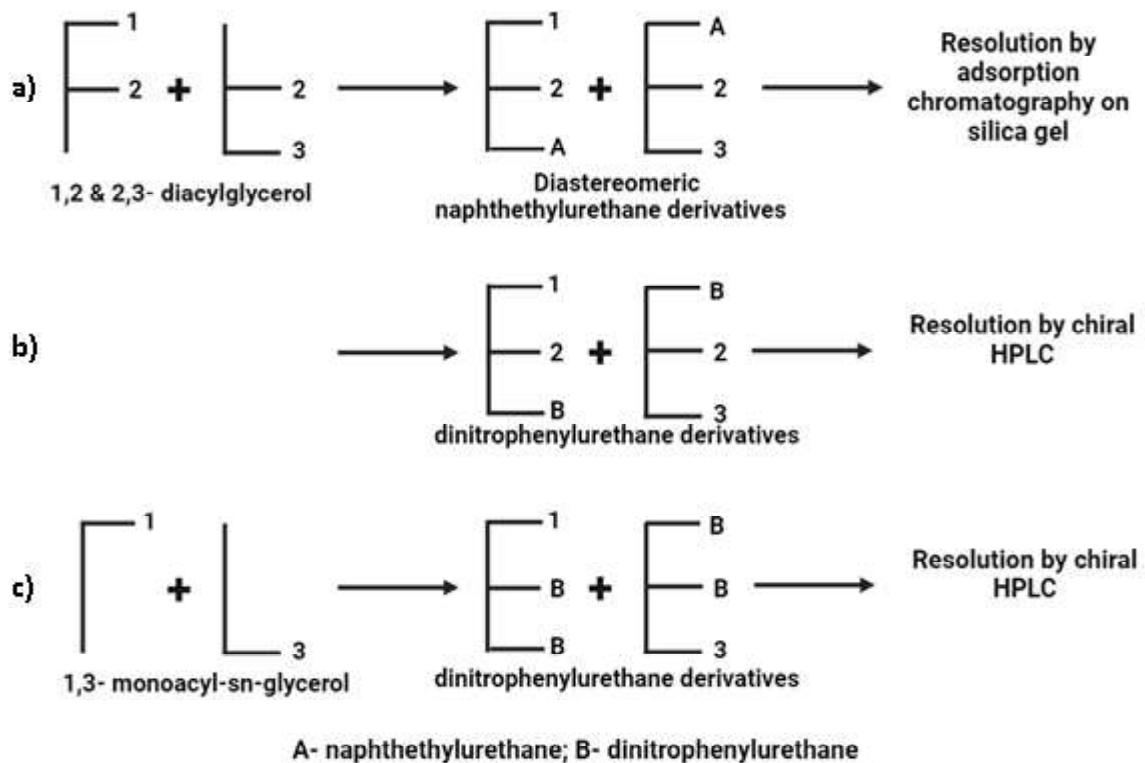 1
1
A
a)
2
+
2
2
+
2
Resolution by
adsorption
chromatography on
silica gel
3
A
3
1,2 & 2,3- diacylglycerol
Diastereomeric
naphthethylurethane derivatives
1
B
b)
2
+
2
Resolution by chiral
HPLC
B
3
dinitrophenylurethane derivatives
1
1
B
c)
+
B
+
B
Resolution by chiral
HPLC
3
B
3
1,3- monoacyl-sn-glycerol
dinitrophenylurethane derivatives
A- naphthethylurethane; B- dinitrophenylurethane